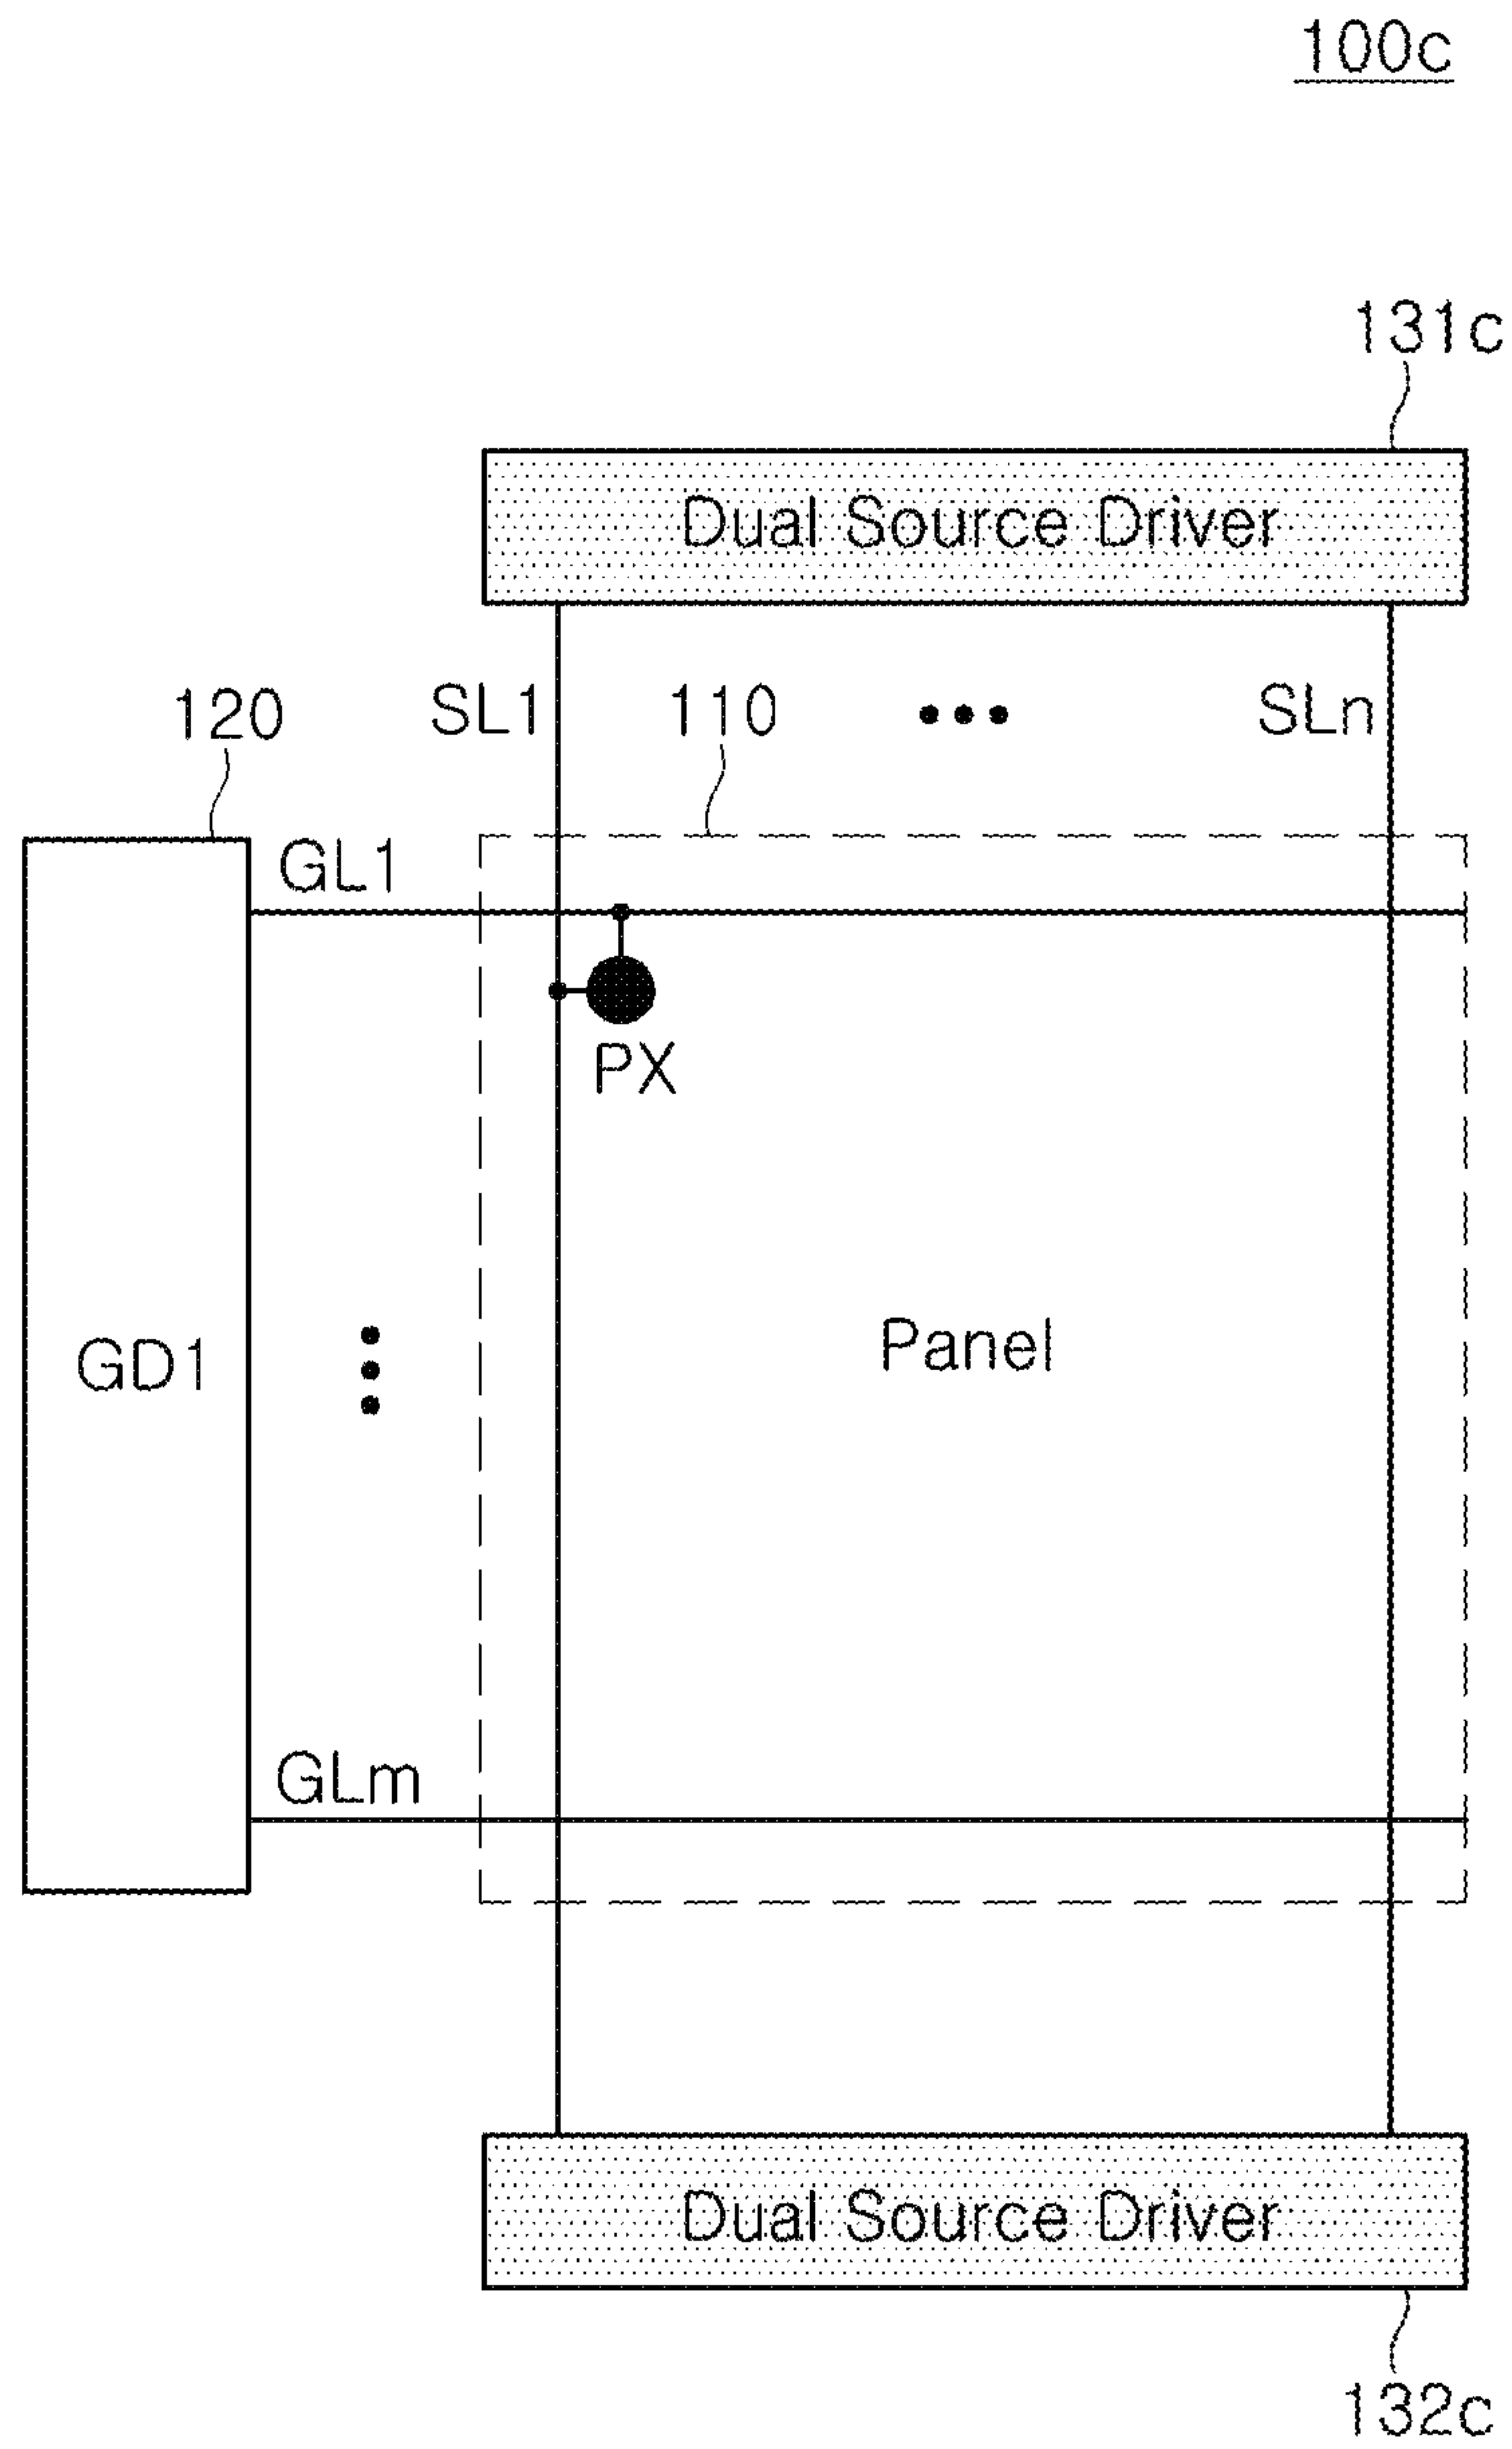 100c
131c
Dual Source Driver
120
SL1
110
SLn
GL1
PX
GD1
Panel
GLm
Dual Source Driver
132c